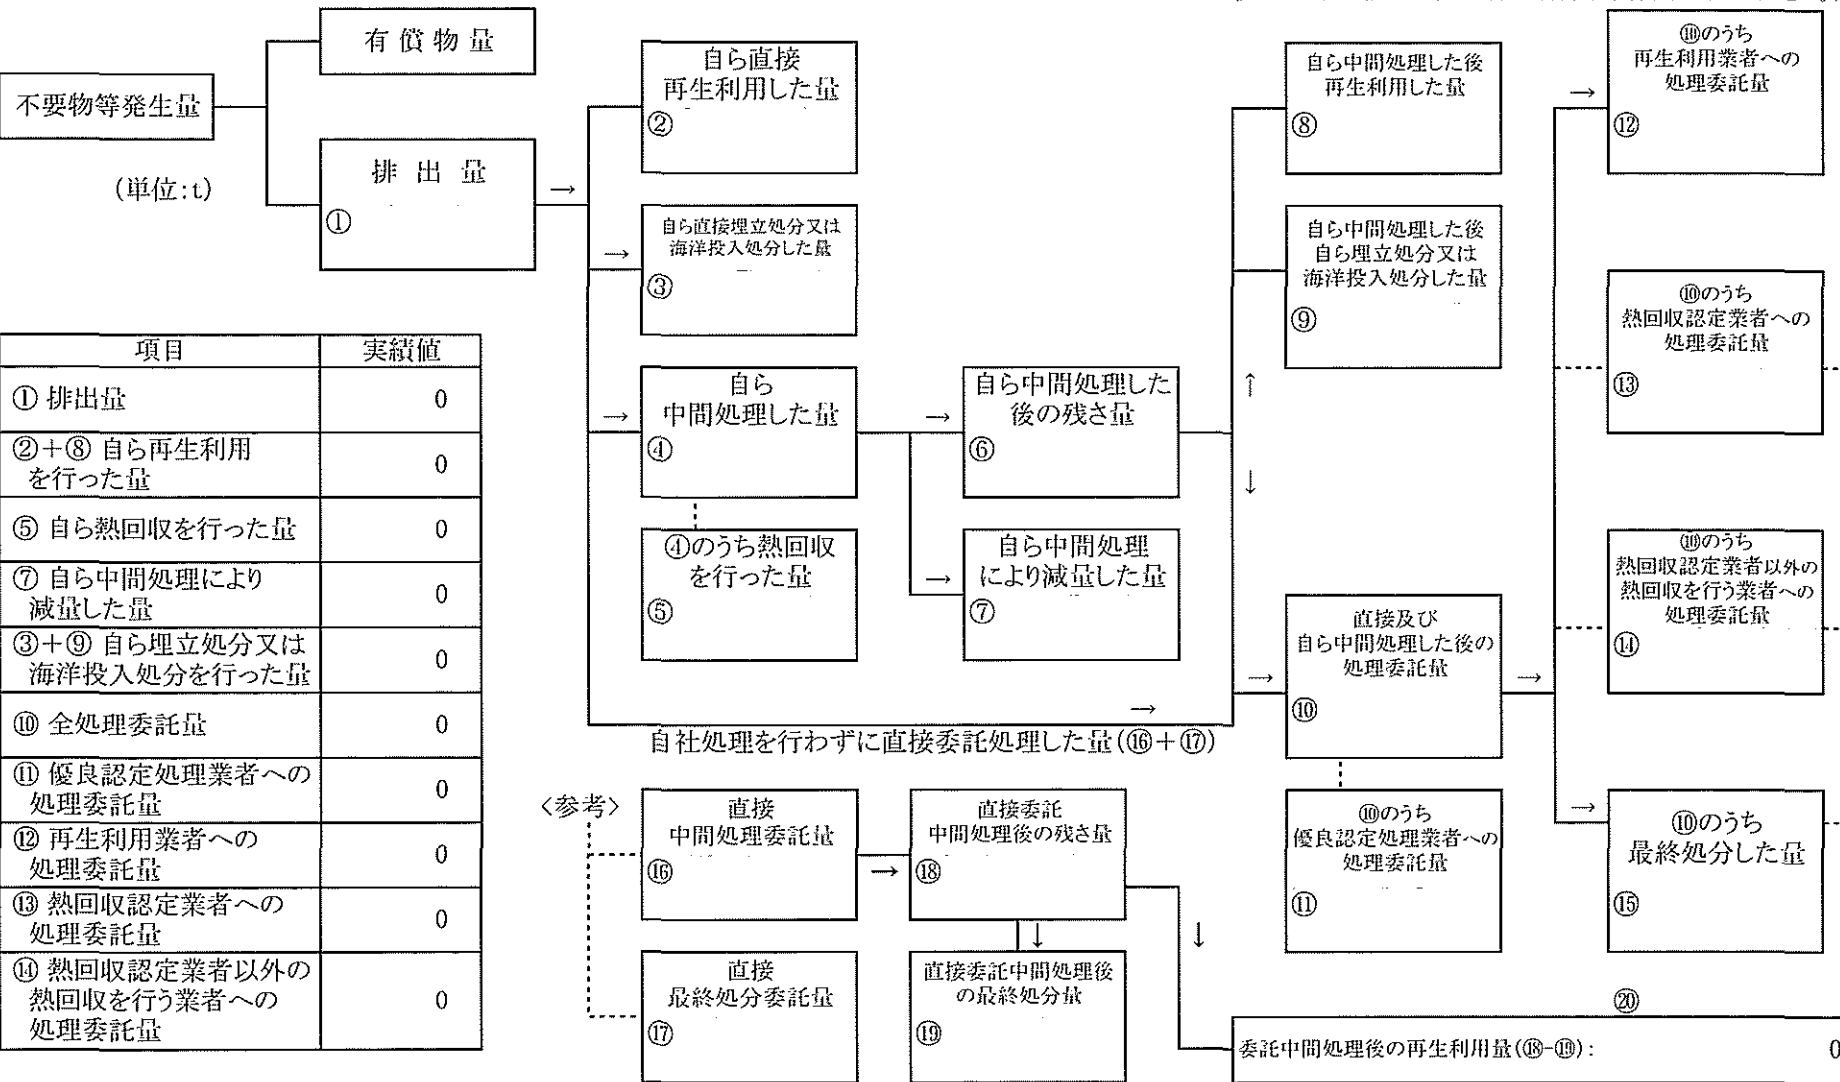 有償物量
不要物等発生量
(単位:t)
排出量
①
→
自ら直接
再生利用した量
②
→
自ら直接埋立処分又は
海洋投入処分した量
③
→
自ら
中間処理した量
④
④のうち熱回収
を行った量
⑤
→
自ら中間処理した
後の残さ量
⑥
→
自ら中間処理
により減量した量
⑦
↑
↓
自ら中間処理した後
再生利用した量
⑧
自ら中間処理した後
自ら埋立処分又は
海洋投入処分した量
⑨
→
自社処理を行わずに直接委託処理した量(⑯+⑰)
→
直接及び
自ら中間処理した後の
処理委託量
⑩
⑩のうち
優良認定処理業者への
処理委託量
⑪
→
→
⑩のうち
再生利用業者への
処理委託量
⑫
⑩のうち
熱回収認定業者への
処理委託量
⑬
⑩のうち
熱回収認定業者以外の
熱回収を行う業者への
処理委託量
⑭
→
⑩のうち
最終処分した量
⑮
項目 実績値
① 排出量 0
②+⑧ 自ら再生利用
を行った量 0
⑤ 自ら熱回収を行った量 0
⑦ 自ら中間処理により
減量した量 0
③+⑨ 自ら埋立処分又は
海洋投入処分を行った量 0
⑩ 全処理委託量 0
⑪ 優良認定処理業者への
処理委託量 0
⑫ 再生利用業者への
処理委託量 0
⑬ 熱回収認定業者への
処理委託量 0
⑭ 熱回収認定業者以外の
熱回収を行う業者への
処理委託量 0
〈参考〉
直接
中間処理委託量
⑯
→
直接委託
中間処理後の残さ量
⑱
↓
直接
最終処分委託量
⑰
直接委託中間処理後
の最終処分量
⑲
↓
⑳
委託中間処理後の再生利用量(⑱-⑲): 0